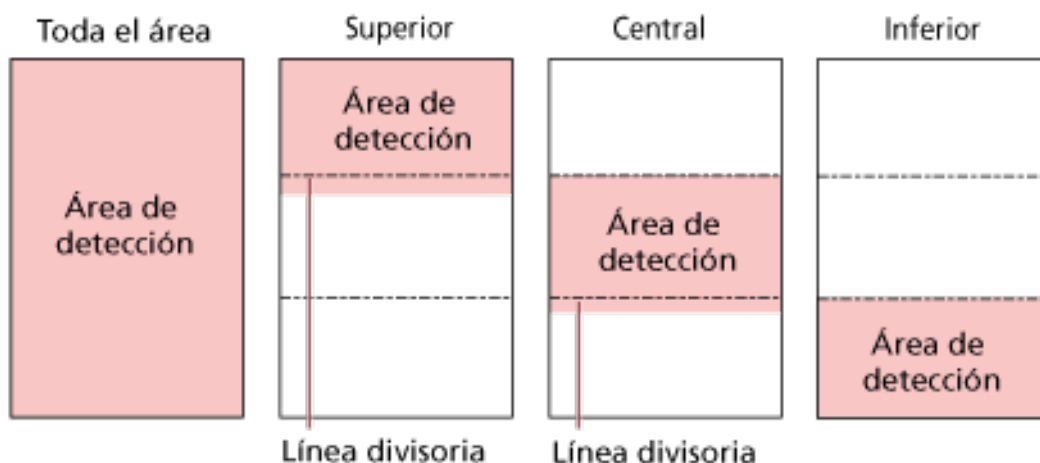 Toda el área
Superior
Central
Inferior
Área de
detección
Área de
detección
Área de
detección
Área de
detección
Línea divisoria
Línea divisoria